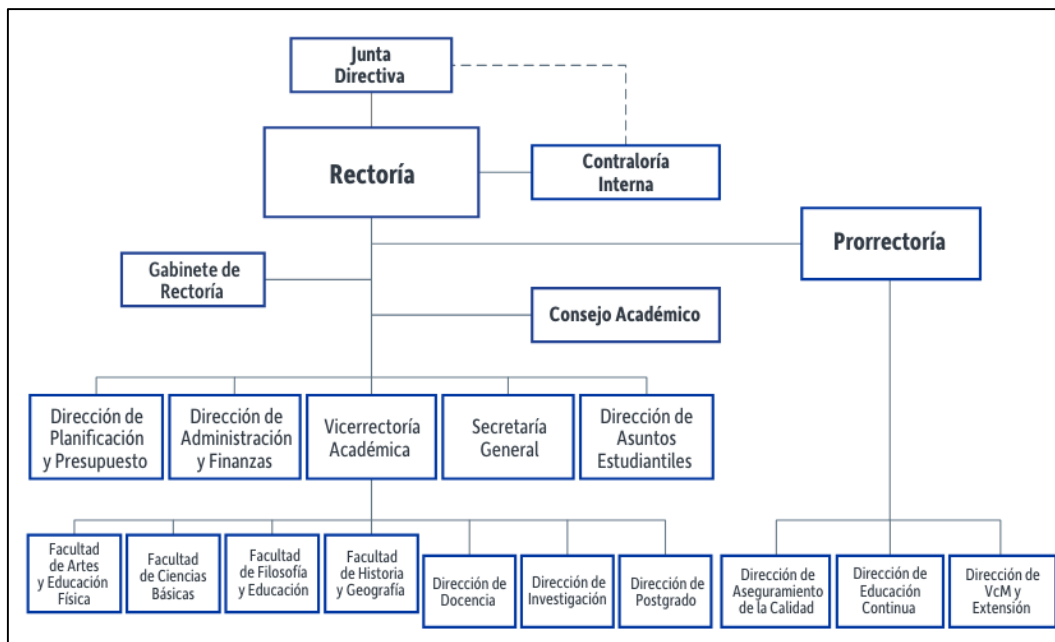 Junta
Directiva
Rectoría
Contraloría
Interna
Prorrectoría
Gabinete de
Rectoría
Consejo Académico
Dirección de
Planificación
y Presupuesto
Dirección de
Administración
y Finanzas
Vicerrectoría
Académica
Secretaría
General
Dirección de
Asuntos
Estudiantiles
Facultad
de Artes
y Educación
Física
Facultad
de Ciencias
Básicas
Facultad
de Filosofía
y Educación
Facultad
de Historia
y Geografía
Dirección de
Docencia
Dirección de
Investigación
Dirección de
Postgrado
Dirección de
Aseguramiento
de la Calidad
Dirección de
Educación
Continua
Dirección de
VcM y
Extensión